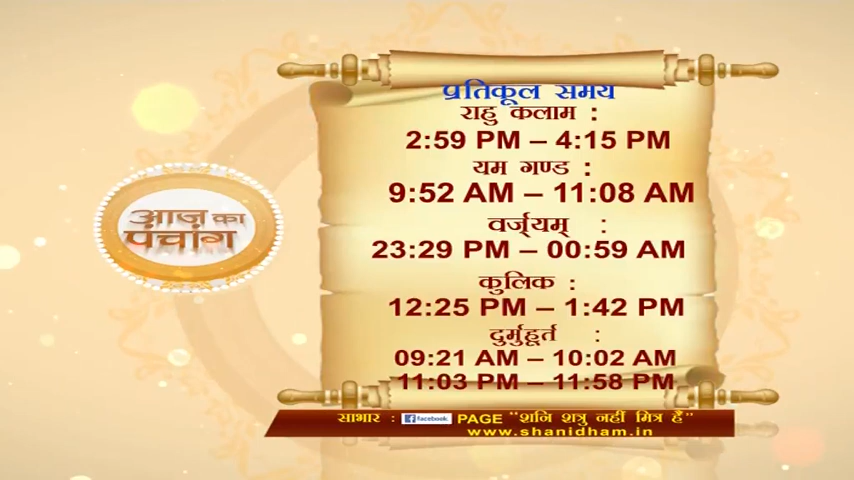 आज का
पंचांग
प्रतिकूल समय
राहु कलाम :
2:59 PM – 4:15 PM
यम गण्ड :
9:52 AM – 11:08 AM
वर्ज्यम् :
23:29 PM – 00:59 AM
कुलिक :
12:25 PM – 1:42 PM
दुर्मुहूर्त :
09:21 AM – 10:02 AM
11:03 PM – 11:58 PM
साभार : facebook PAGE "शनि शत्रु नहीं मित्र हैं"
www.shanidham.in